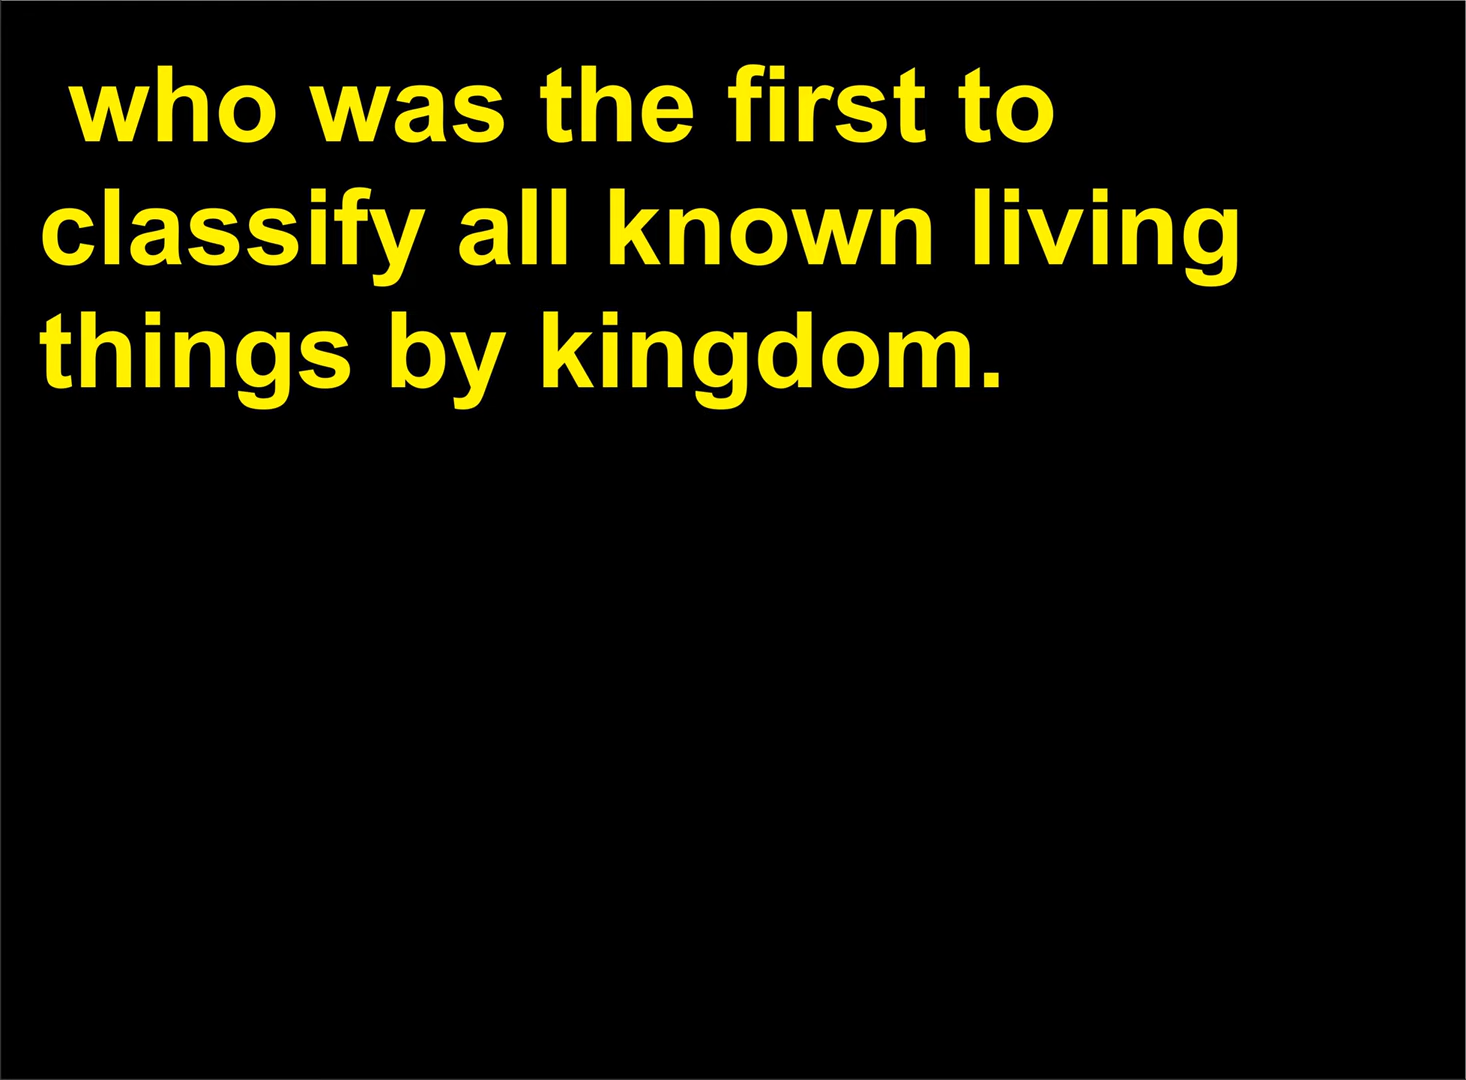 who was the first to
classify all known living
things by kingdom.